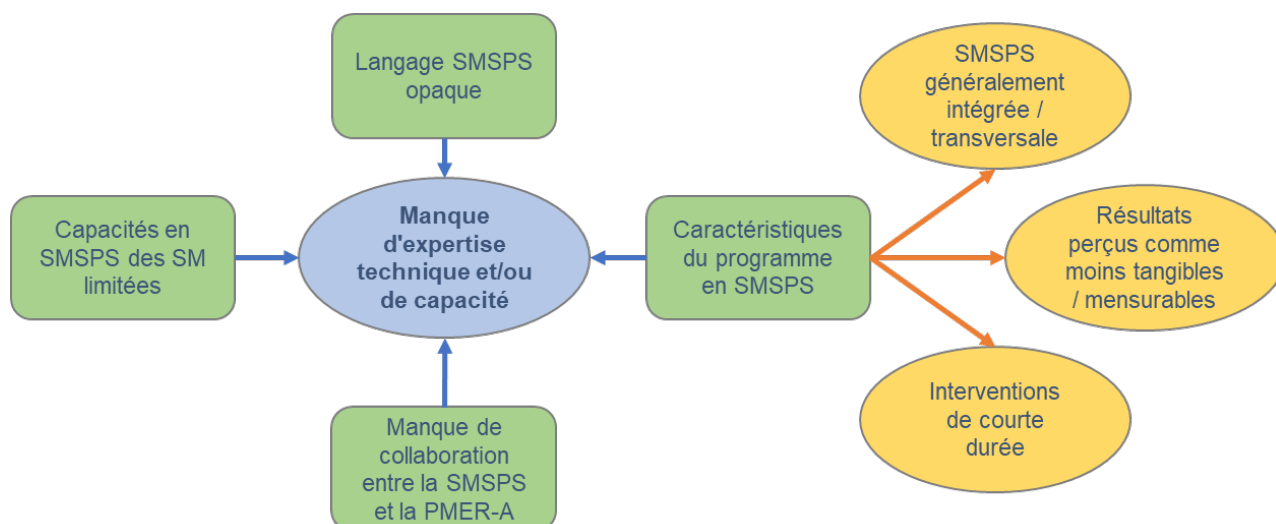 Langage SMSPS
opaque
Capacités en
SMSPS des SM
limitées
Manque
d'expertise
technique et/ou
de capacité
Manque de
collaboration
entre la SMSPS
et la PMER-A
Caractéristiques
du programme
en SMSPS
SMSPS
généralement
intégrée /
transversale
Résultats
perçus comme
moins tangibles
/ mensurables
Interventions
de courte
durée